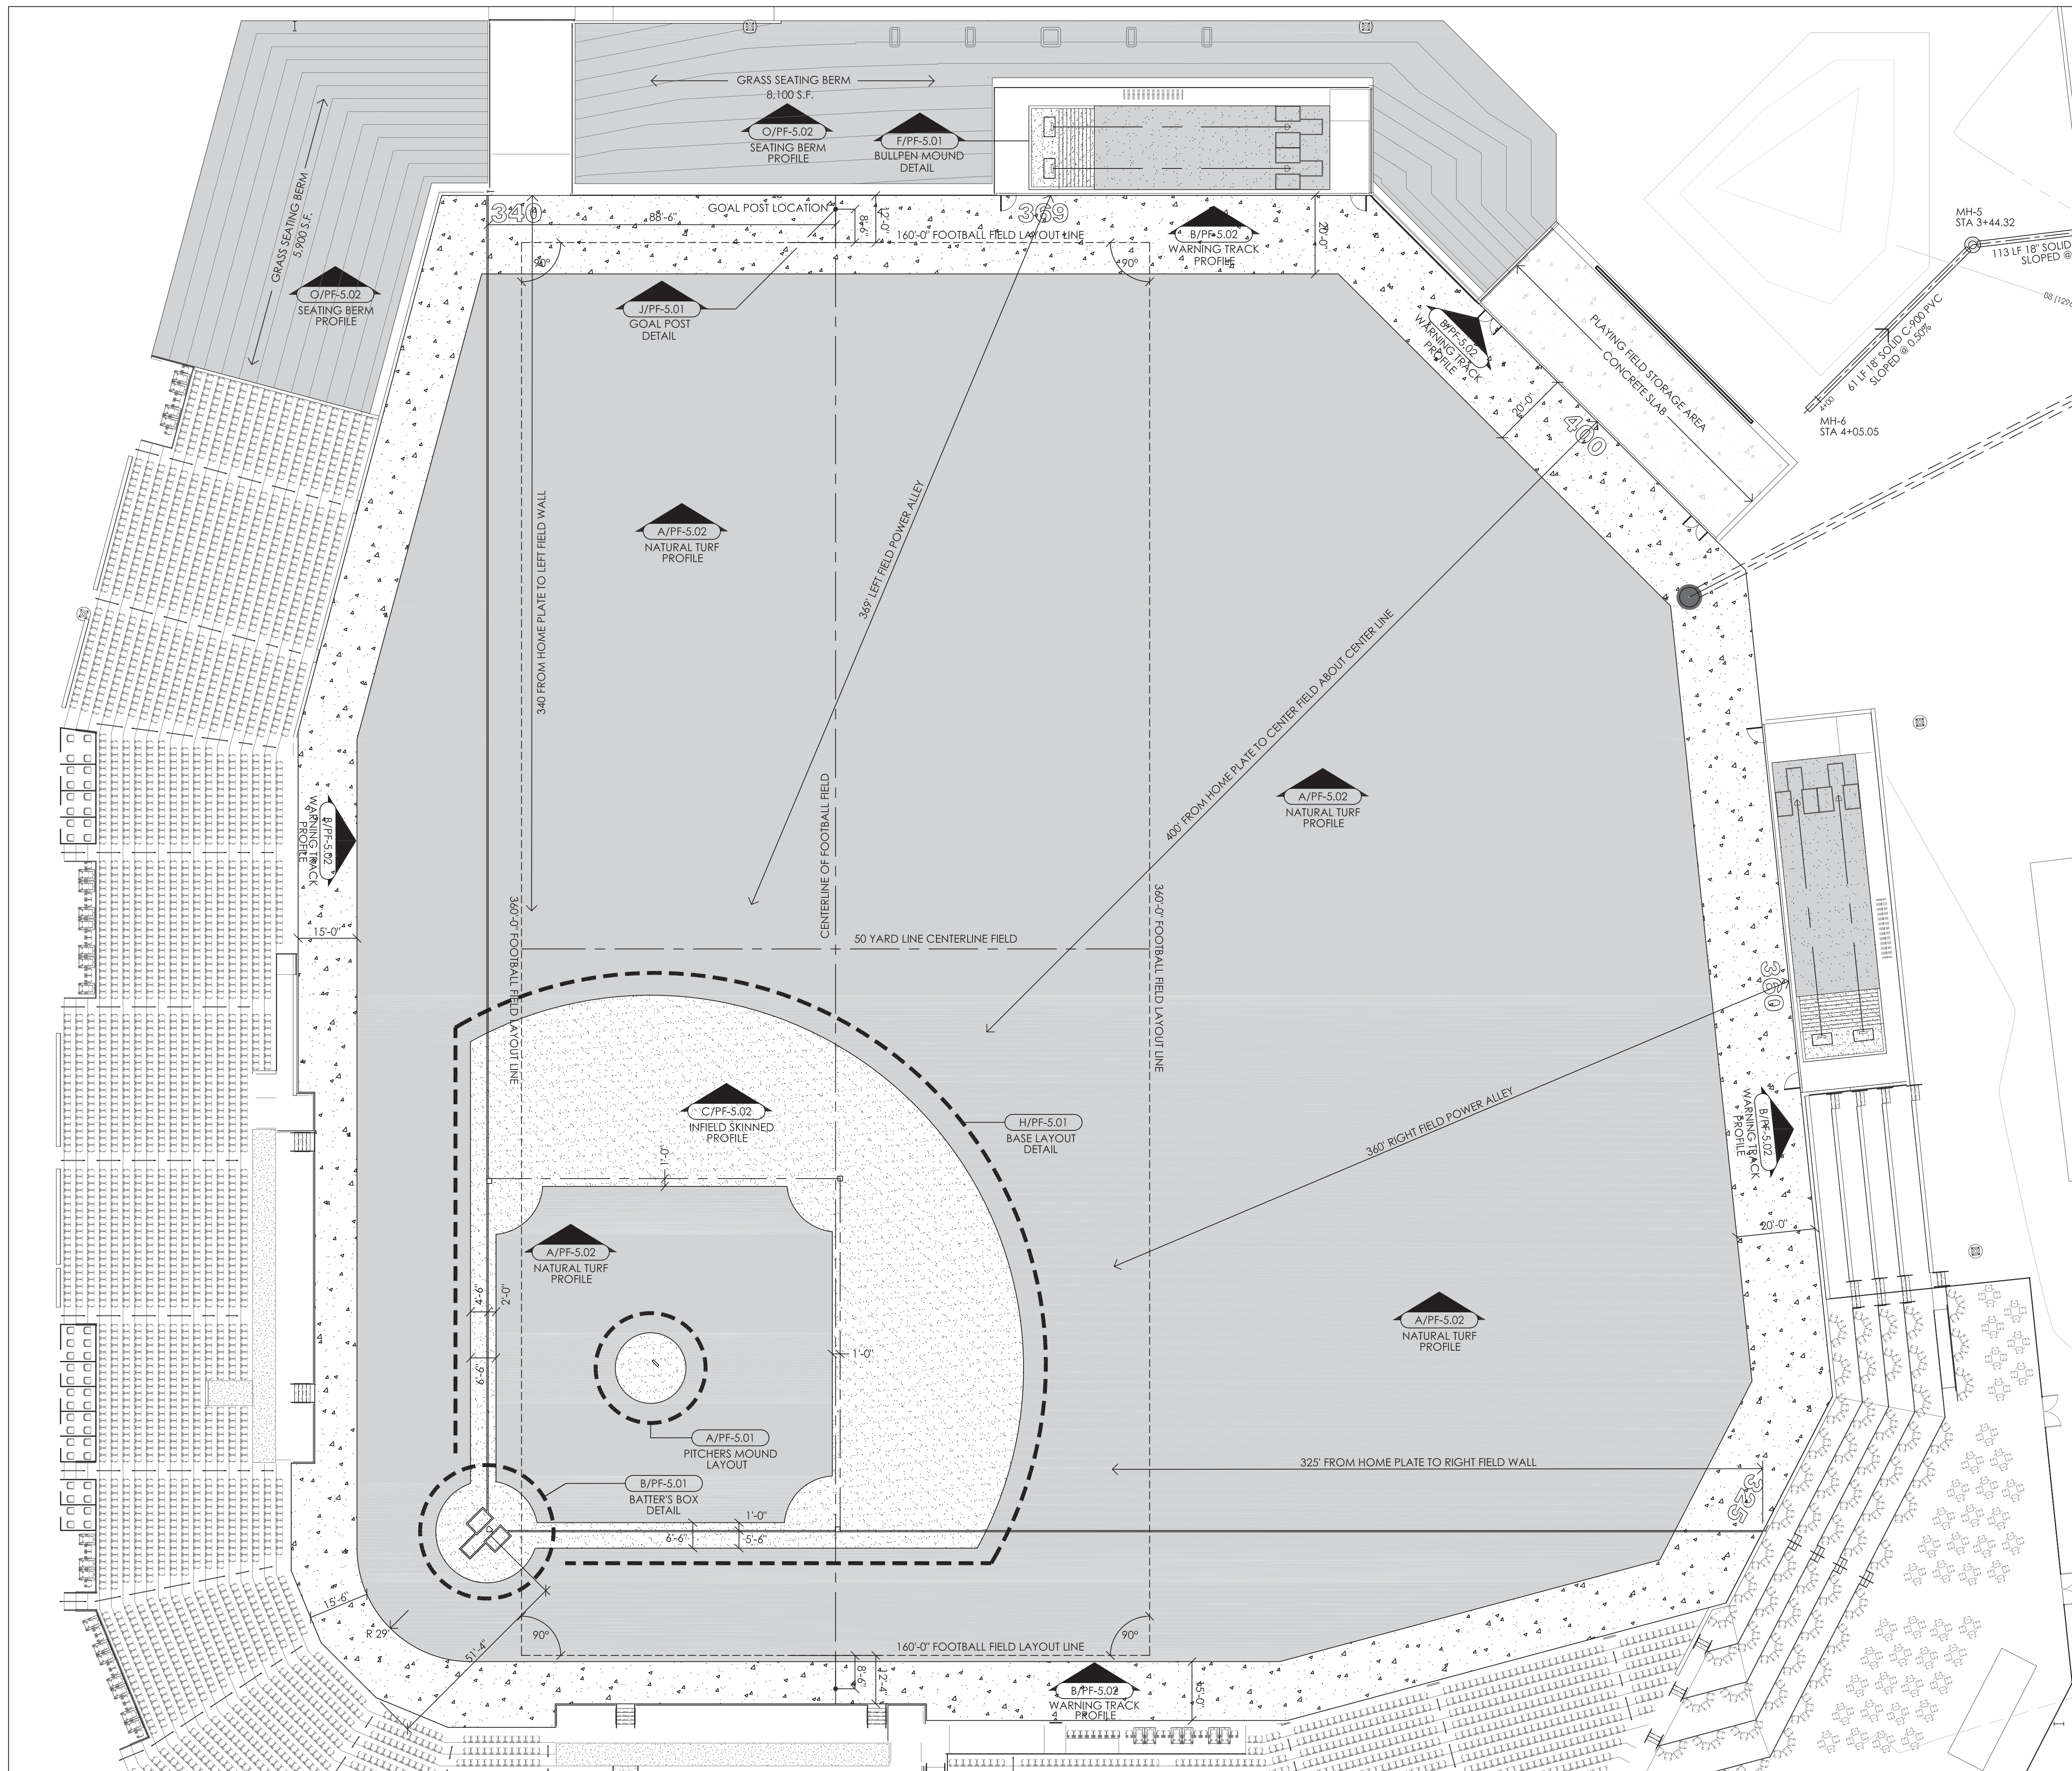 GRASS SEATING BERM
8,100 S.F.
O/PF-5.02
SEATING BERM
PROFILE
F/PF-5.01
BULLPEN MOUND
DETAIL
GRASS SEATING BERM
5,900 S.F.
O/PF-5.02
SEATING BERM
PROFILE
340
88'-6"
GOAL POST LOCATION
8'-6"
12'-0"
369
160'-0" FOOTBALL FIELD LAYOUT LINE
B/PF-5.02
WARNING TRACK
PROFILE
20'-0"
90°
90°
J/PF-5.01
GOAL POST
DETAIL
MH-5
STA 3+44.32
113 LF 18" SOLID
SLOPED @
61 LF 18" SOLID C-900 PVC
SLOPED @ 0.50%
4+00
MH-6
STA 4+05.05
PLAYING FIELD STORAGE AREA
CONCRETE SLAB
B/PF-5.02
WARNING TRACK
PROFILE
20'-0"
400
A/PF-5.02
NATURAL TURF
PROFILE
340 FROM HOME PLATE TO LEFT FIELD WALL
369' LEFT FIELD POWER ALLEY
400' FROM HOME PLATE TO CENTER FIELD ABOUT CENTER LINE
CENTERLINE OF FOOTBALL FIELD
A/PF-5.02
NATURAL TURF
PROFILE
B/PF-5.02
WARNING TRACK
PROFILE
15'-0"
360'-0" FOOTBALL FIELD LAYOUT LINE
50 YARD LINE CENTERLINE FIELD
360'-0" FOOTBALL FIELD LAYOUT LINE
360
C/PF-5.02
INFIELD SKINNED
PROFILE
H/PF-5.01
BASE LAYOUT
DETAIL
360' RIGHT FIELD POWER ALLEY
B/PF-5.02
WARNING TRACK
PROFILE
20'-0"
1'-0"
A/PF-5.02
NATURAL TURF
PROFILE
4'-6"
2'-0"
6'-6"
1'-0"
A/PF-5.02
NATURAL TURF
PROFILE
A/PF-5.01
PITCHERS MOUND
LAYOUT
B/PF-5.01
BATTER'S BOX
DETAIL
325' FROM HOME PLATE TO RIGHT FIELD WALL
325
1'-0"
6'-6"
5'-6"
15'-6"
R 29'
51'-4"
90°
160'-0" FOOTBALL FIELD LAYOUT LINE
90°
8'-6"
12'-4"
B/PF-5.02
WARNING TRACK
PROFILE
15'-0"